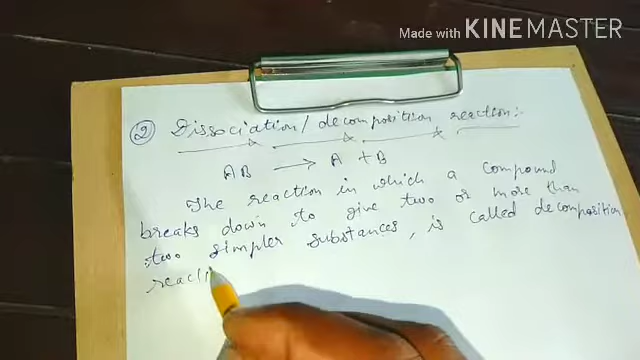 Made with KINEMASTER
② Dissociation/decomposition reaction:-
AB → A + B
The reaction in which a compound
breaks down to give two or more than
two simpler substances, is called decomposition
reacti